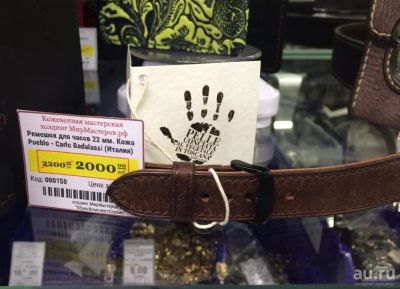 Кожевенная мастерская
холдинг МирМастеров.рф
Ремешок для часов 22 мм. Кожа
Pueblo - Carlo Badalassi (Италия)
2200 2000
Код: 000150 Цена
PELLE
CONCIATA
AL VEGETALE
IN TOSCANA
au.ru